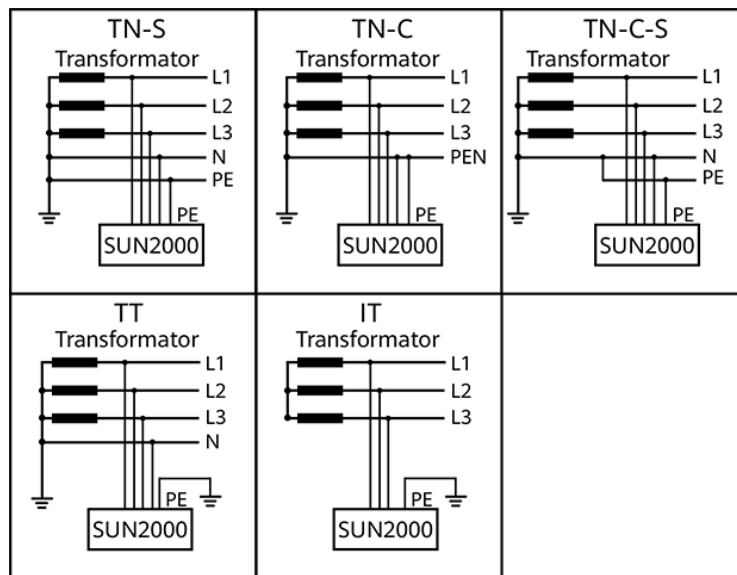 TN-S
Transformator
L1
L2
L3
N
PE
PE
SUN2000
TN-C
Transformator
L1
L2
L3
PEN
PE
SUN2000
TN-C-S
Transformator
L1
L2
L3
N
PE
PE
SUN2000
TT
Transformator
L1
L2
L3
N
PE
SUN2000
IT
Transformator
L1
L2
L3
PE
SUN2000